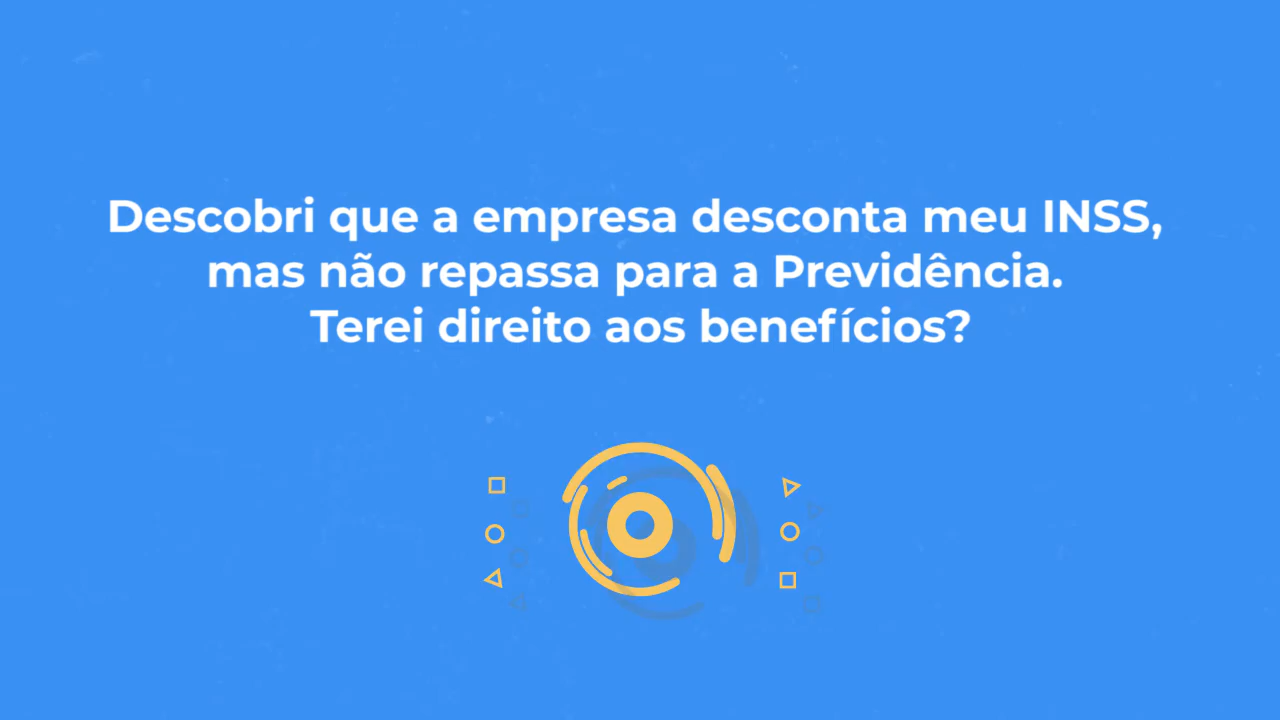 Descobri que a empresa desconta meu INSS,
mas não repassa para a Previdência.
Terei direito aos benefícios?